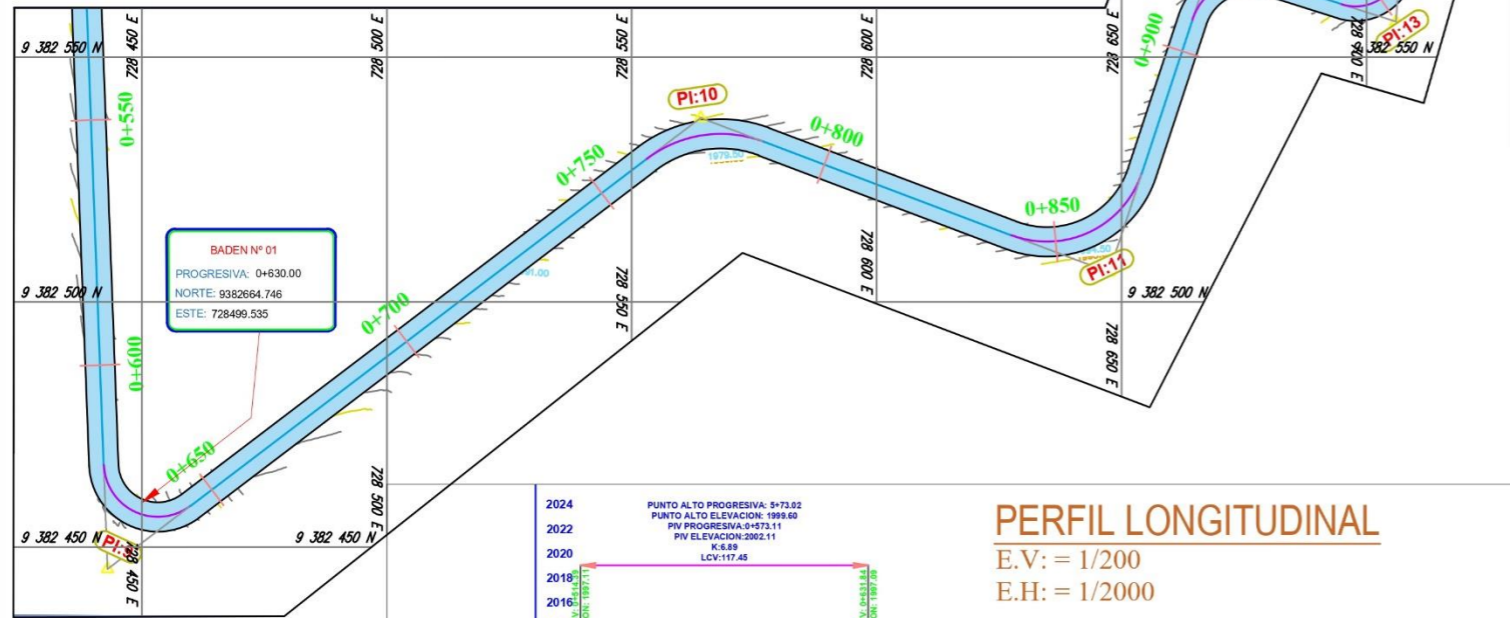 9 382 550 N
728 450 E
728 500 E
728 550 E
728 600 E
728 650 E
0+900
PI:13
9 382 550 N
0+550
PI:10
0+800
1979.50
0+750
0+850
PI:11
BADEN Nº 01
PROGRESIVA: 0+630.00
NORTE: 9382664.746
ESTE: 728499.535
728 600 E
728 550 E
9 382 500 N
9 382 500 N
0+700
728 650 E
0+600
0+650
728 500 E
9 382 450 N
9 382 450 N
728 450 E
2024
2022
2020
2018
2016
PUNTO ALTO PROGRESIVA: 5+73.02
PUNTO ALTO ELEVACION: 1999.60
PIV PROGRESIVA:0+573.11
PIV ELEVACION:2002.11
K:6.89
LCV:117.45
PERFIL LONGITUDINAL
E.V: = 1/200
E.H: = 1/2000